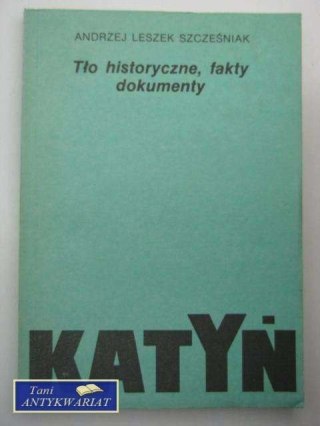 ANDRZEJ LESZEK SZCZEŚNIAK
Tło historyczne, fakty
dokumenty
KATYŃ
Tani
ANTYKWARIAT